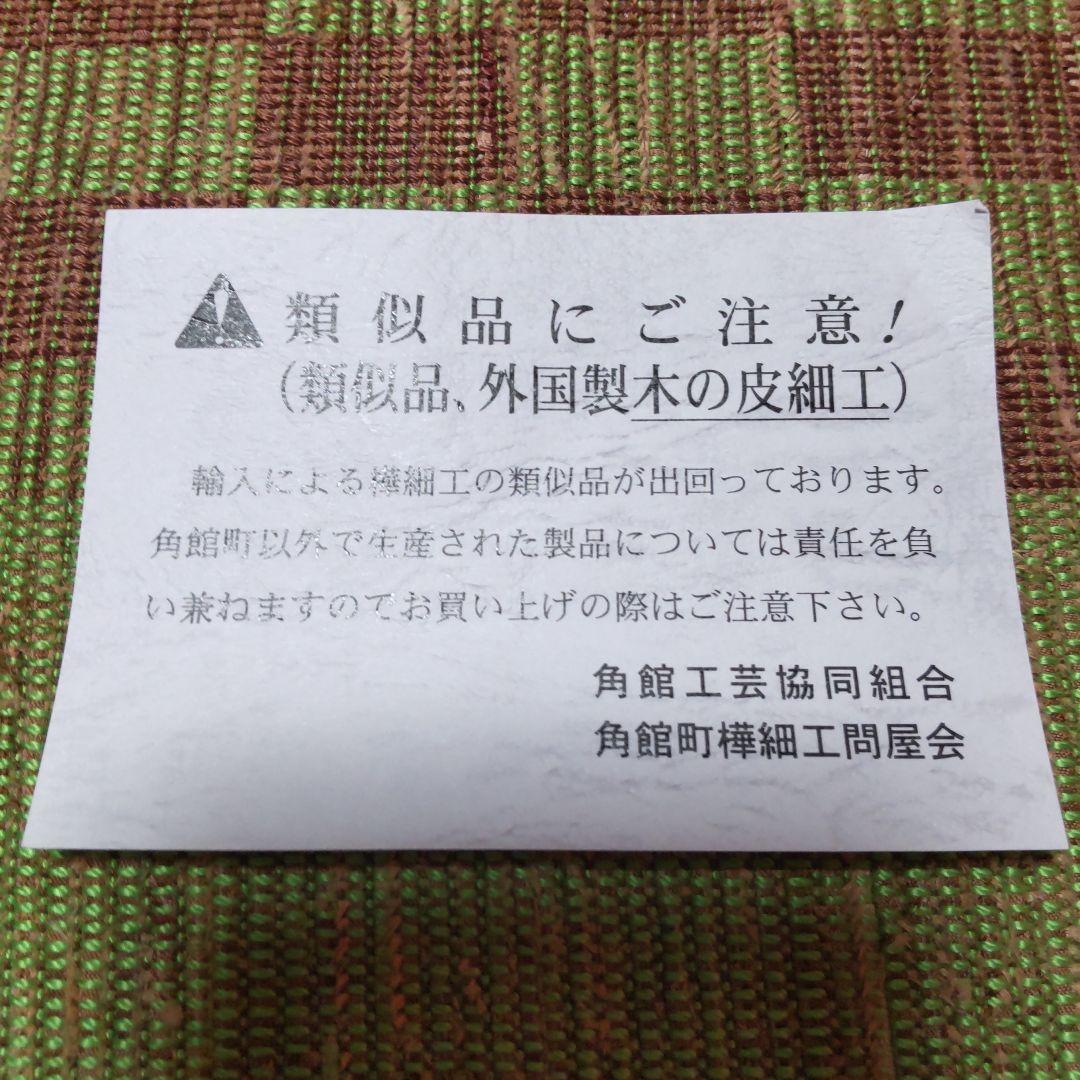 類似品にご注意!
(類似品、外国製木の皮細工)
輸入による樺細工の類似品が出回っております。
角館町以外で生産された製品については責任を負
い兼ねますのでお買い上げの際はご注意下さい。
角館工芸協同組合
角館町樺細工問屋会